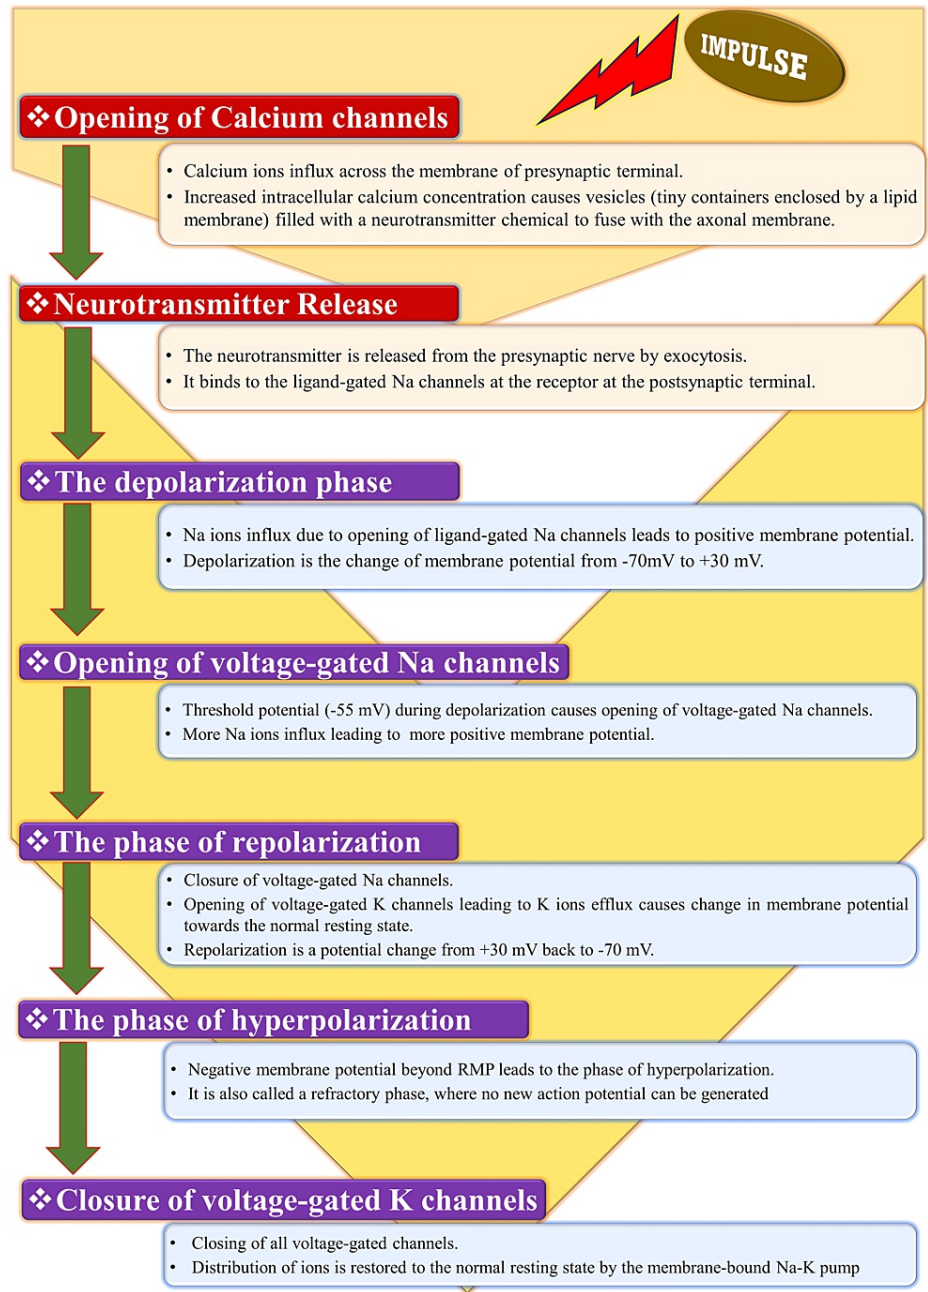 IMPULSE
❖Opening of Calcium channels
• Calcium ions influx across the membrane of presynaptic terminal.
• Increased intracellular calcium concentration causes vesicles (tiny containers enclosed by a lipid
membrane) filled with a neurotransmitter chemical to fuse with the axonal membrane.
❖Neurotransmitter Release
• The neurotransmitter is released from the presynaptic nerve by exocytosis.
• It binds to the ligand-gated Na channels at the receptor at the postsynaptic terminal.
❖The depolarization phase
• Na ions influx due to opening of ligand-gated Na channels leads to positive membrane potential.
• Depolarization is the change of membrane potential from -70mV to +30 mV.
❖Opening of voltage-gated Na channels
• Threshold potential (-55 mV) during depolarization causes opening of voltage-gated Na channels.
• More Na ions influx leading to more positive membrane potential.
❖The phase of repolarization
• Closure of voltage-gated Na channels.
• Opening of voltage-gated K channels leading to K ions efflux causes change in membrane potential
towards the normal resting state.
• Repolarization is a potential change from +30 mV back to -70 mV.
❖The phase of hyperpolarization
• Negative membrane potential beyond RMP leads to the phase of hyperpolarization.
• It is also called a refractory phase, where no new action potential can be generated
❖Closure of voltage-gated K channels
• Closing of all voltage-gated channels.
• Distribution of ions is restored to the normal resting state by the membrane-bound Na-K pump